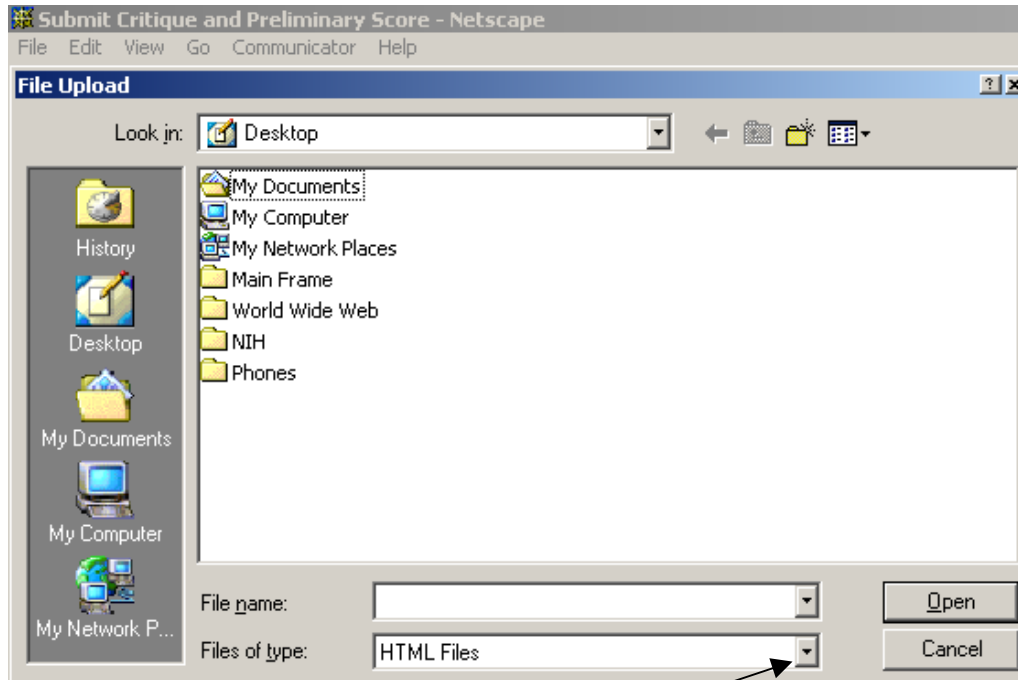 Submit Critique and Preliminary Score - Netscape
File Edit View Go Communicator Help
File Upload
Look in: Desktop
My Documents
My Computer
My Network Places
Main Frame
World Wide Web
NIH
Phones
History
Desktop
My Documents
My Computer
My Network P...
File name: Open
Files of type: HTML Files Cancel